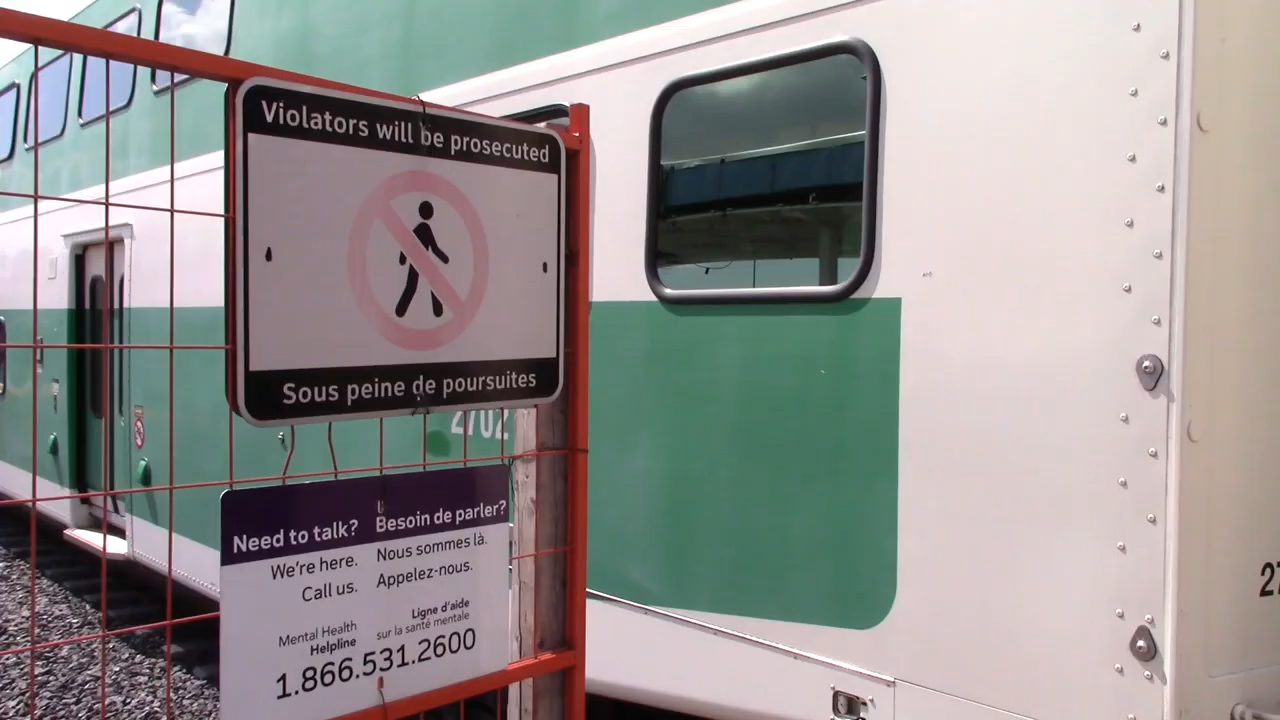 Violators will be prosecuted
Sous peine de poursuites
2702
Need to talk?
We're here.
Call us.
Mental Health
Helpline
Besoin de parler?
Nous sommes là.
Appelez-nous.
Ligne d'aide
sur la santé mentale
1.866.531.2600
27